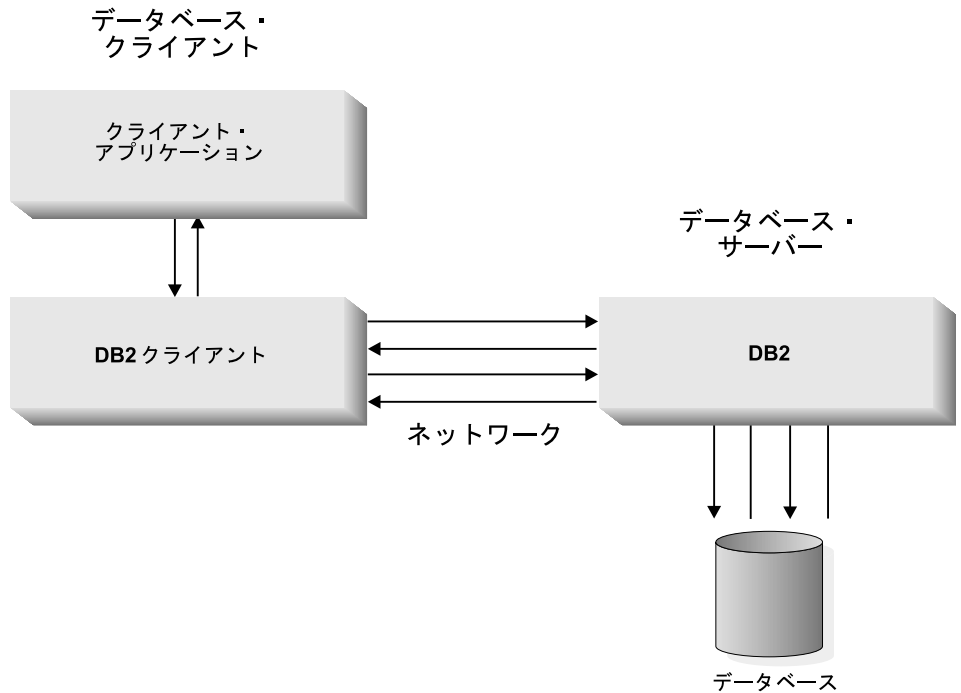 データベース・
クライアント
クライアント・
アプリケーション
データベース・
サーバー
DB2 クライアント
DB2
ネットワーク
データベース